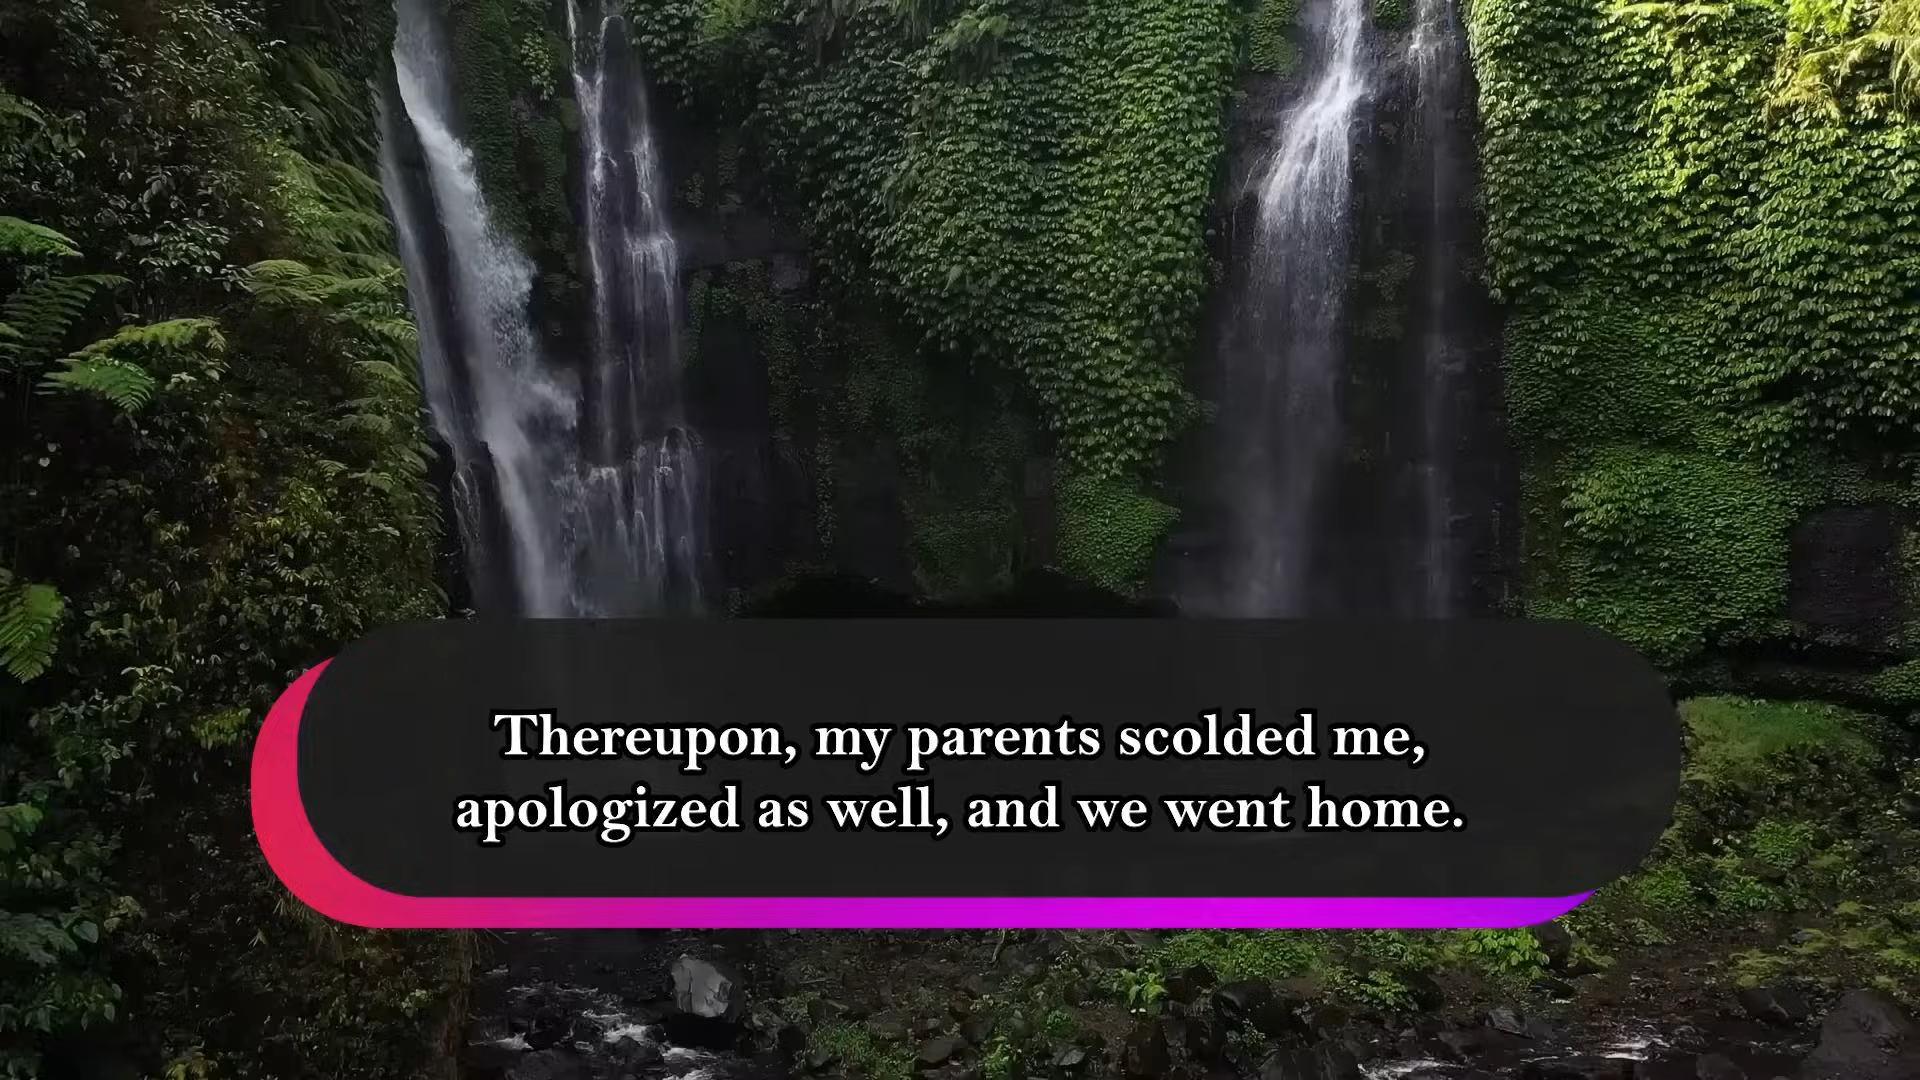 Thereupon, my parents scolded me,
apologized as well, and we went home.